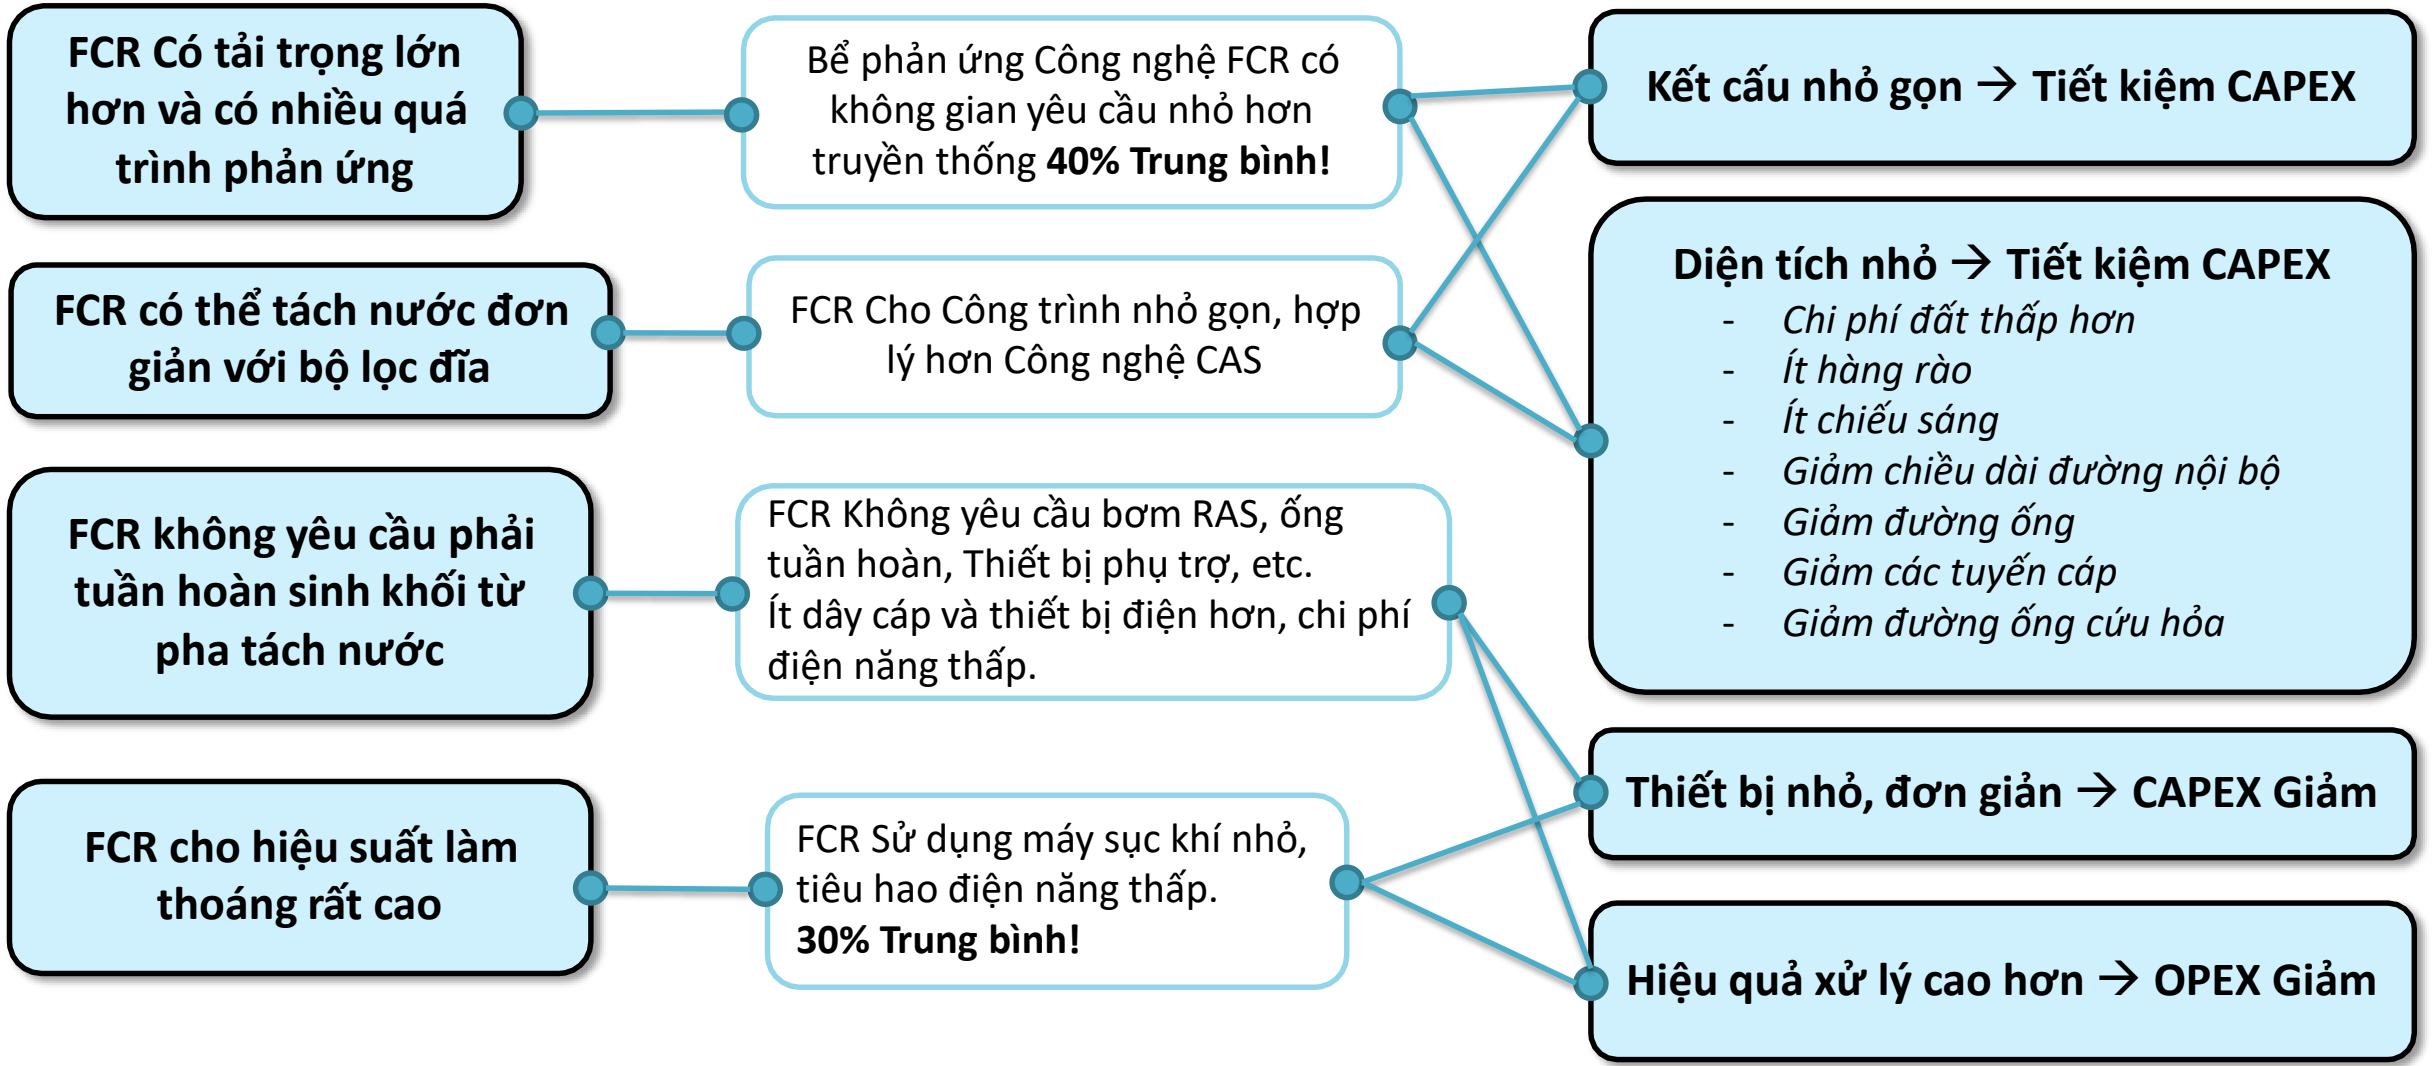 FCR Có tải trọng lớn
hơn và có nhiều quá
trình phản ứng
Bể phản ứng Công nghệ FCR có
không gian yêu cầu nhỏ hơn
truyền thống 40% Trung bình!
Kết cấu nhỏ gọn → Tiết kiệm CAPEX
FCR có thể tách nước đơn
giản với bộ lọc đĩa
FCR Cho Công trình nhỏ gọn, hợp
lý hơn Công nghệ CAS
Diện tích nhỏ → Tiết kiệm CAPEX
- Chi phí đất thấp hơn
- Ít hàng rào
- Ít chiếu sáng
- Giảm chiều dài đường nội bộ
- Giảm đường ống
- Giảm các tuyến cáp
- Giảm đường ống cứu hỏa
FCR không yêu cầu phải
tuần hoàn sinh khối từ
pha tách nước
FCR Không yêu cầu bơm RAS, ống
tuần hoàn, Thiết bị phụ trợ, etc.
Ít dây cáp và thiết bị điện hơn, chi phí
điện năng thấp.
Thiết bị nhỏ, đơn giản → CAPEX Giảm
FCR cho hiệu suất làm
thoáng rất cao
FCR Sử dụng máy sục khí nhỏ,
tiêu hao điện năng thấp.
30% Trung bình!
Hiệu quả xử lý cao hơn → OPEX Giảm